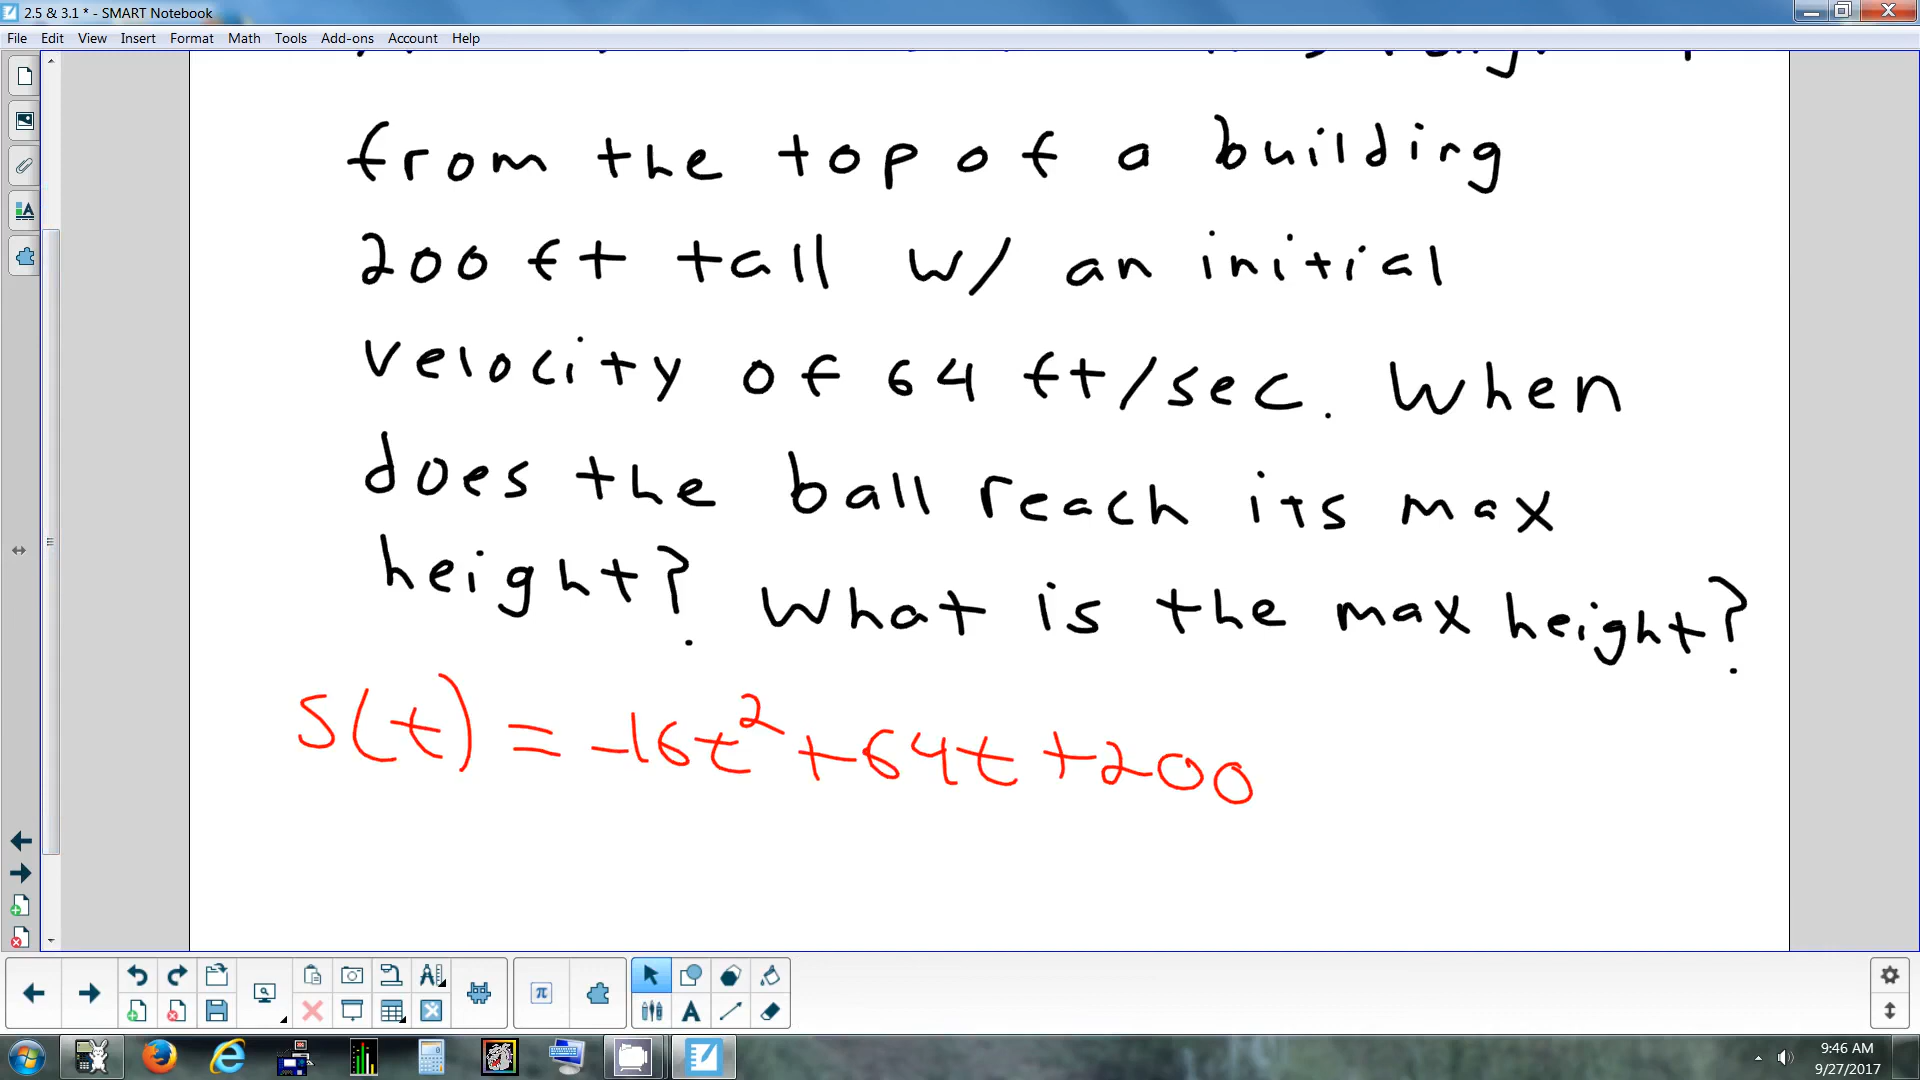 2.5 & 3.1 * - SMART Notebook
File Edit View Insert Format Math Tools Add-ons Account Help
from the top of a building
200 ft tall w/ an initial
velocity of 64 ft/sec. When
does the ball reach its max
height? What is the max height?
S(t) = -16t² + 64t + 200
π
A
9:46 AM
9/27/2017